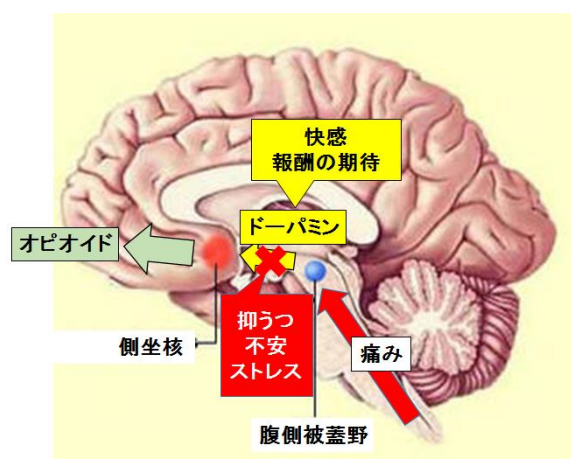 快感
報酬の期待
ドーパミン
オピオイド
抑うつ
不安
ストレス
側坐核
痛み
腹側被蓋野